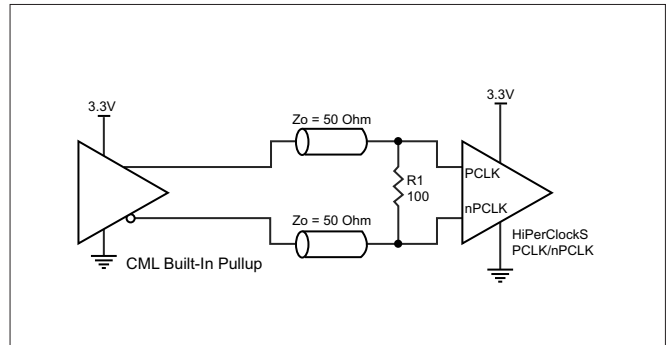 3.3V
3.3V
Zo = 50 Ohm
PCLK
R1
100
nPCLK
Zo = 50 Ohm
HiPerClockS
PCLK/nPCLK
CML Built-In Pullup